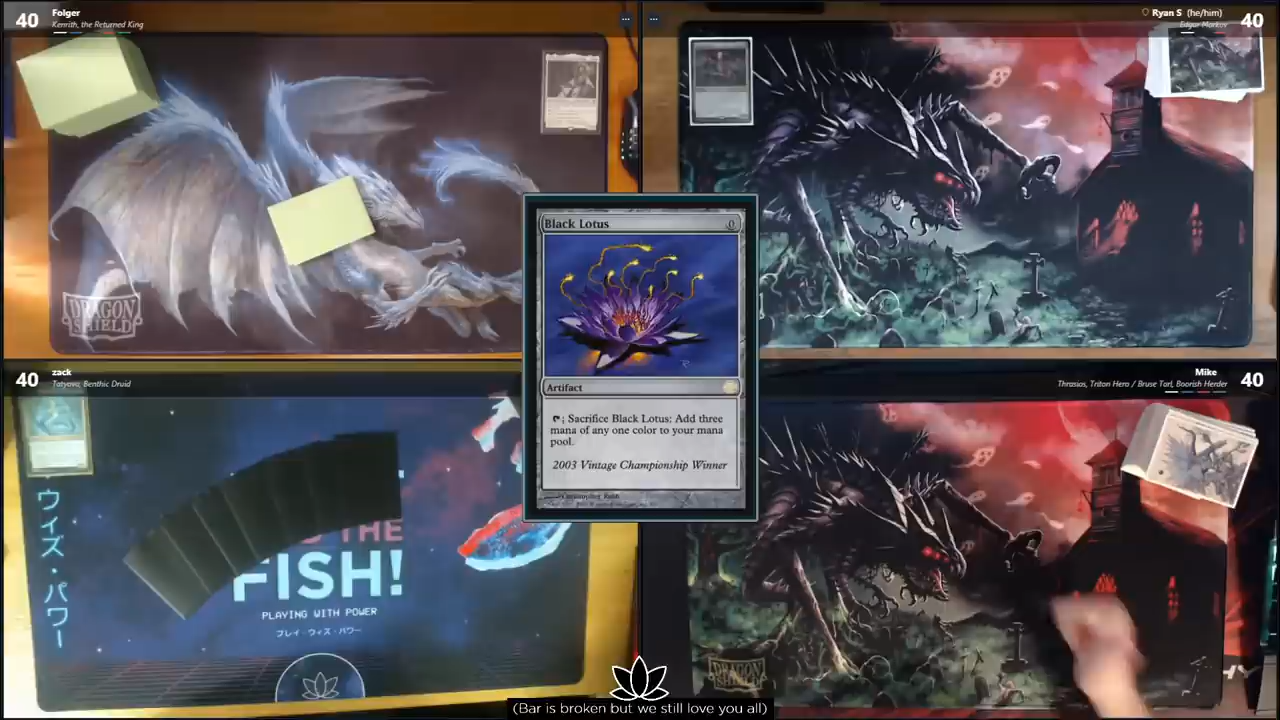 40
Folger
Kenrith, the Returned King
Ryan S (he/him)
Edgar Markov
40
DRAGON
SHIELD
Black Lotus
0
Artifact
: Sacrifice Black Lotus: Add three
mana of any one color to your mana
pool.
2003 Vintage Championship Winner
40
zack
Tatyova, Benthic Druid
Mike
Thrasios, Triton Hero / Bruse Tarl, Boorish Herder
40
ウィズ・パワー
THE
FISH!
PLAYING WITH POWER
プレイ・ウィズ・パワー
DRAGON
SHIELD
(Bar is broken but we still love you all)